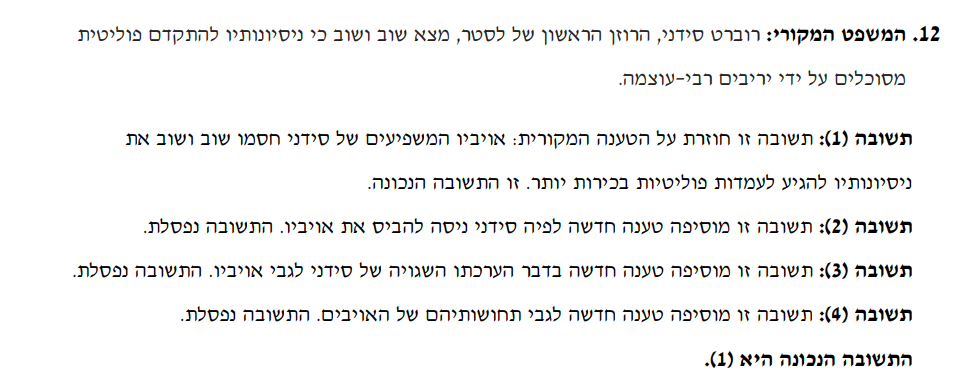 12. המשפט המקורי: רוברט סידני, הרוזן הראשון של לסטר, מצא שוב ושוב כי ניסיונותיו להתקדם פוליטית
מסוכלים על ידי יריבים רבי-עוצמה.
תשובה (1): תשובה זו חוזרת על הטענה המקורית: אויביו המשפיעים של סידני חסמו שוב ושוב את
ניסיונותיו להגיע לעמדות פוליטיות בכירות יותר. זו התשובה הנכונה.
תשובה (2): תשובה זו מוסיפה טענה חדשה לפיה סידני ניסה להביס את אויביו. התשובה נפסלת.
תשובה (3): תשובה זו מוסיפה טענה חדשה בדבר הערכתו השגויה של סידני לגבי אויביו. התשובה נפסלת.
תשובה (4): תשובה זו מוסיפה טענה חדשה לגבי תחושותיהם של האויבים. התשובה נפסלת.
התשובה הנכונה היא (1).